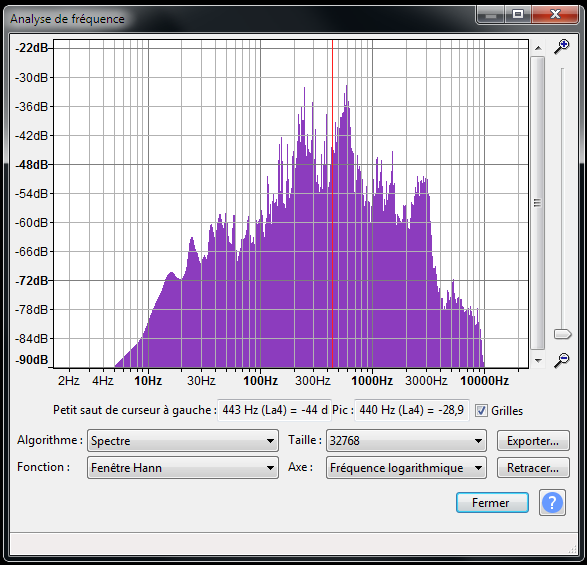 Analyse de fréquence
-22dB
-30dB
-36dB
-42dB
-48dB
-54dB
-60dB
-66dB
-72dB
-78dB
-84dB
-90dB
2Hz 4Hz 10Hz 30Hz 100Hz 300Hz 1000Hz 3000Hz 10000Hz
Petit saut de curseur à gauche : 443 Hz (La4) = -44 d Pic : 440 Hz (La4) = -28,9 Grilles
Algorithme : Spectre Taille : 32768 Exporter...
Fonction : Fenêtre Hann Axe : Fréquence logarithmique Retracer...
Fermer ?